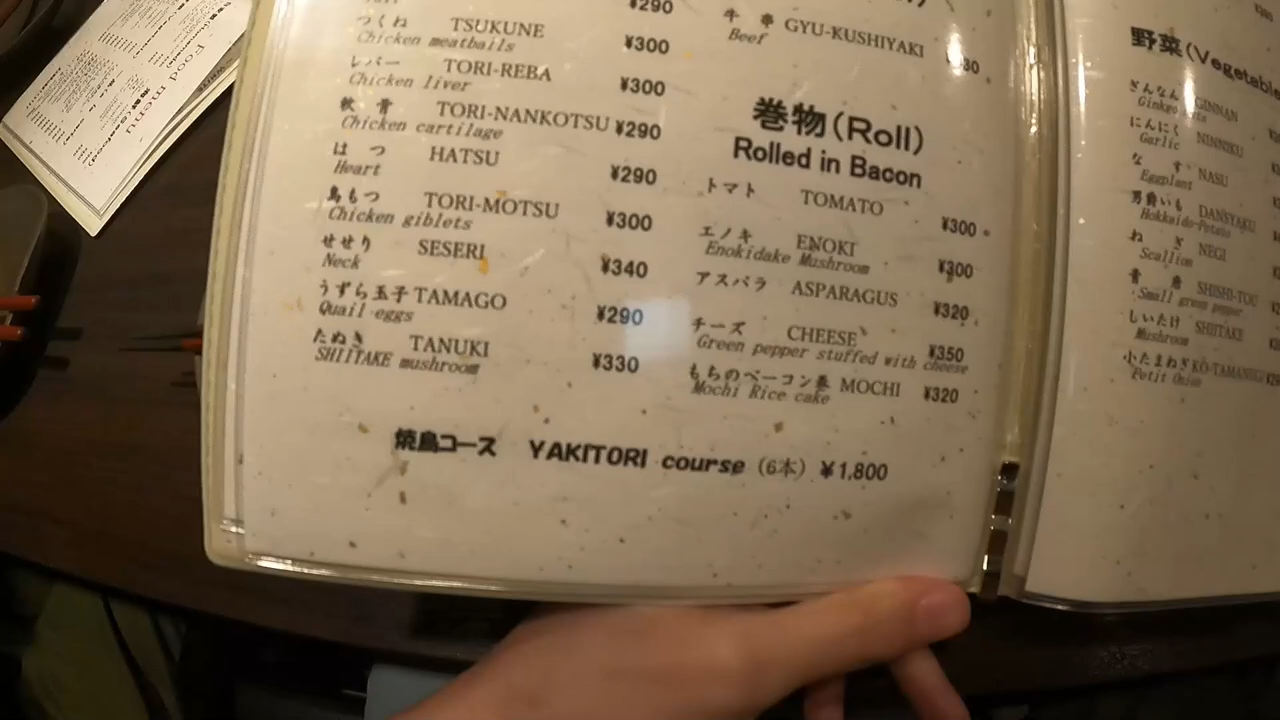 ¥290
つくね TSUKUNE ¥300
Chicken meatballs
レバー TORI-REBA ¥300
Chicken liver
軟骨 TORI-NANKOTSU ¥290
Chicken cartilage
はつ HATSU ¥290
Heart
鳥もつ TORI-MOTSU ¥300
Chicken giblets
せせり SESERI ¥340
Neck
うずら玉子 TAMAGO ¥290
Quail eggs
たぬき TANUKI ¥330
SHIITAKE mushroom
牛串 GYU-KUSHIYAKI
Beef
巻物(Roll)
Rolled in Bacon
トマト TOMATO ¥300
エノキ ENOKI ¥300
Enokidake Mushroom
アスパラ ASPARAGUS ¥320
チーズ CHEESE ¥350
Green pepper stuffed with cheese
もちのベーコン巻 MOCHI ¥320
Mochi Rice cake
焼鳥コース YAKITORI course (6本) ¥1,800
野菜(Vegetable
ぎんなん GINNAN
Ginkgo
にんにく NINNIKU
Garlic
なす NASU
Eggplant
男爵いも DANSYAKU
Hokkaido-Potato
ねぎ NEGI
Scallion
青唐 SHISHI-TOU
Small green pepper
しいたけ SHIITAKE
Mushroom
小たまねぎ KO-TAMANEGI
Petit Onion
Food menu